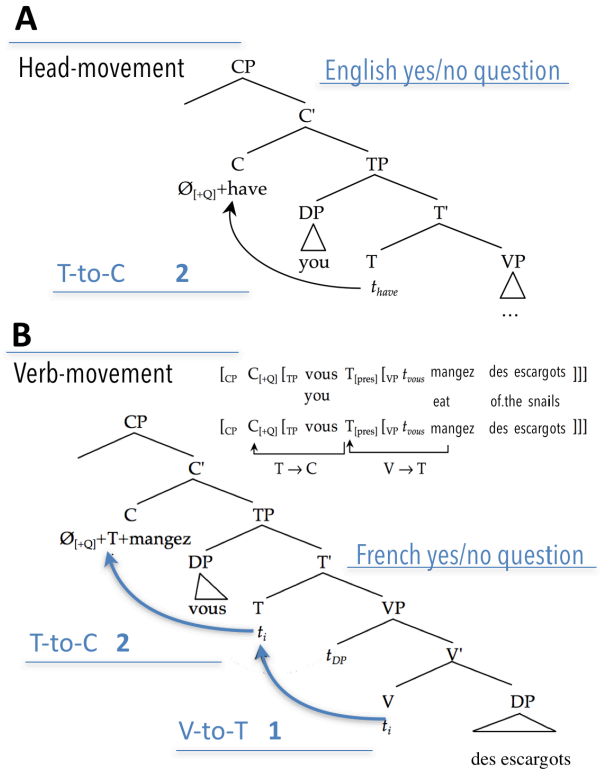 A
Head-movement
English yes/no question
CP
C'
C
TP
Ø[+Q]+have
DP
T'
you
T
VP
T-to-C 2
t have
...
B
Verb-movement
[CP C[+Q] [TP vous T[pres] [VP tvous mangez des escargots ]]]
you eat of.the snails
[CP C[+Q] [TP vous T[pres] [VP tvous mangez des escargots ]]]
T → C V → T
CP
C'
C
TP
Ø[+Q]+T+mangez
French yes/no question
DP
T'
vous
T
VP
ti
T-to-C 2
tDP
V'
V
DP
V-to-T 1
ti
des escargots